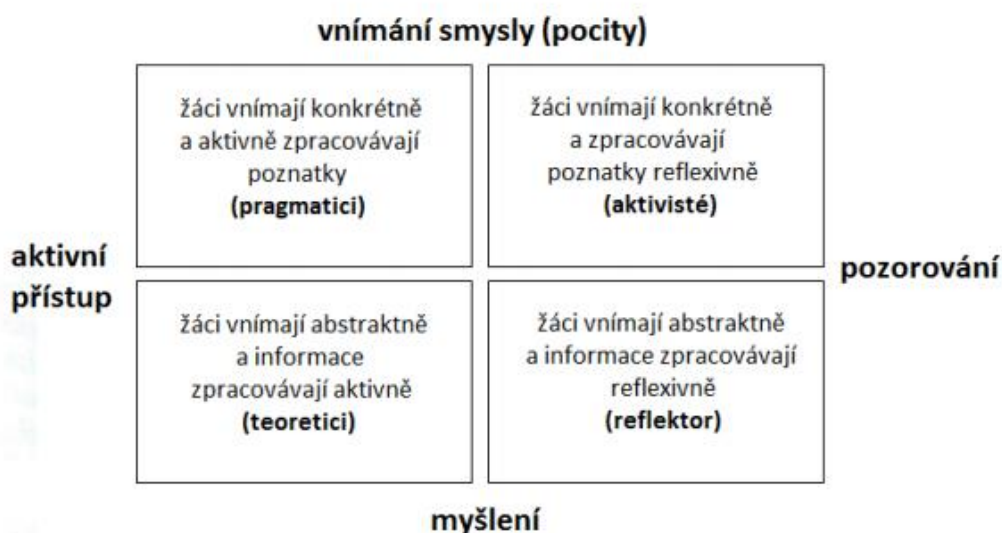 vnímání smysly (pocity)
žáci vnímají konkrétně
a aktivně zpracovávají
poznatky
(pragmatici)
žáci vnímají konkrétně
a zpracovávají
poznatky reflexivně
(aktivisté)
aktivní
přístup
pozorování
žáci vnímají abstraktně
a informace
zpracovávají aktivně
(teoretici)
žáci vnímají abstraktně
a informace zpracovávají
reflexivně
(reflektor)
myšlení